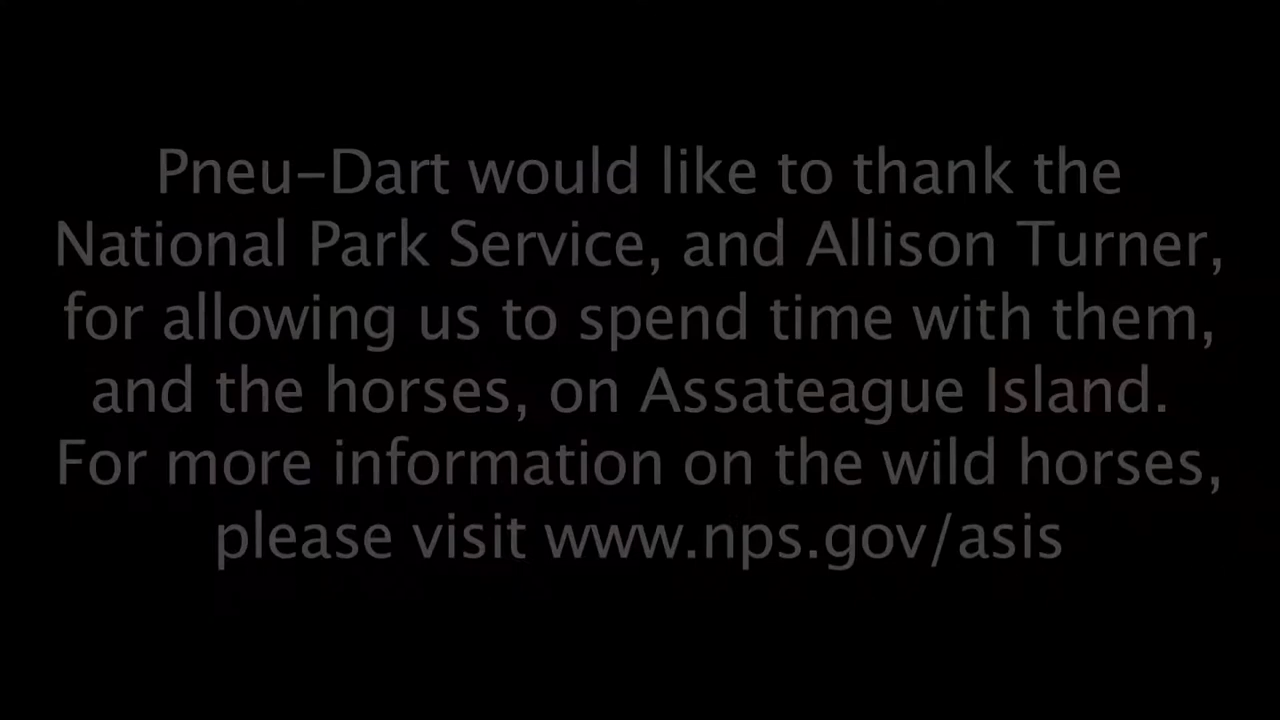 Pneu-Dart would like to thank the
National Park Service, and Allison Turner,
for allowing us to spend time with them,
and the horses, on Assateague Island.
For more information on the wild horses,
please visit www.nps.gov/asis